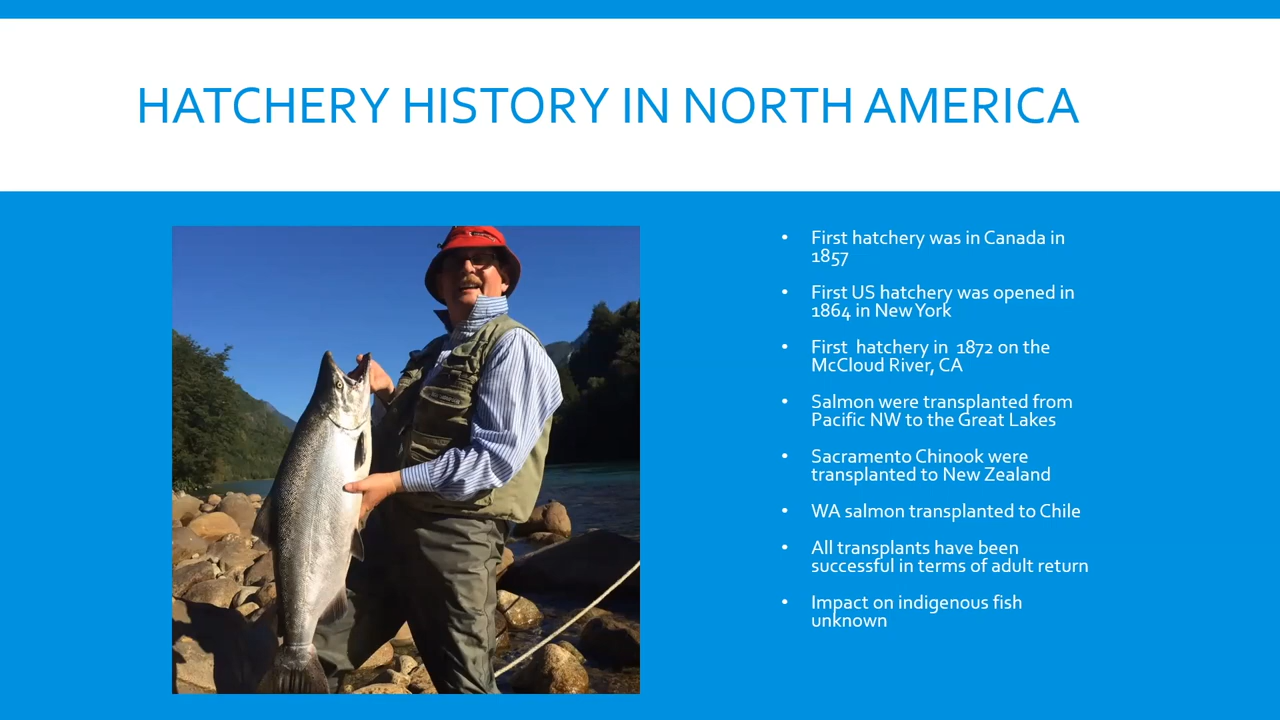 HATCHERY HISTORY IN NORTH AMERICA
• First hatchery was in Canada in
1857
• First US hatchery was opened in
1864 in New York
• First hatchery in 1872 on the
McCloud River, CA
• Salmon were transplanted from
Pacific NW to the Great Lakes
• Sacramento Chinook were
transplanted to New Zealand
• WA salmon transplanted to Chile
• All transplants have been
successful in terms of adult return
• Impact on indigenous fish
unknown